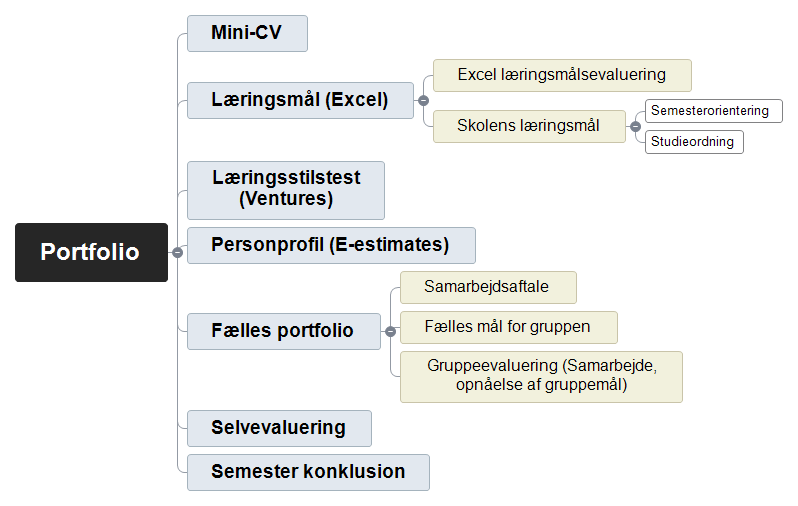 Portfolio
Mini-CV
Læringsmål (Excel)
Excel læringsmålsevaluering
Skolens læringsmål
Semesterorientering
Studieordning
Læringsstilstest
(Ventures)
Personprofil (E-estimates)
Fælles portfolio
Samarbejdsaftale
Fælles mål for gruppen
Gruppeevaluering (Samarbejde,
opnåelse af gruppemål)
Selvevaluering
Semester konklusion